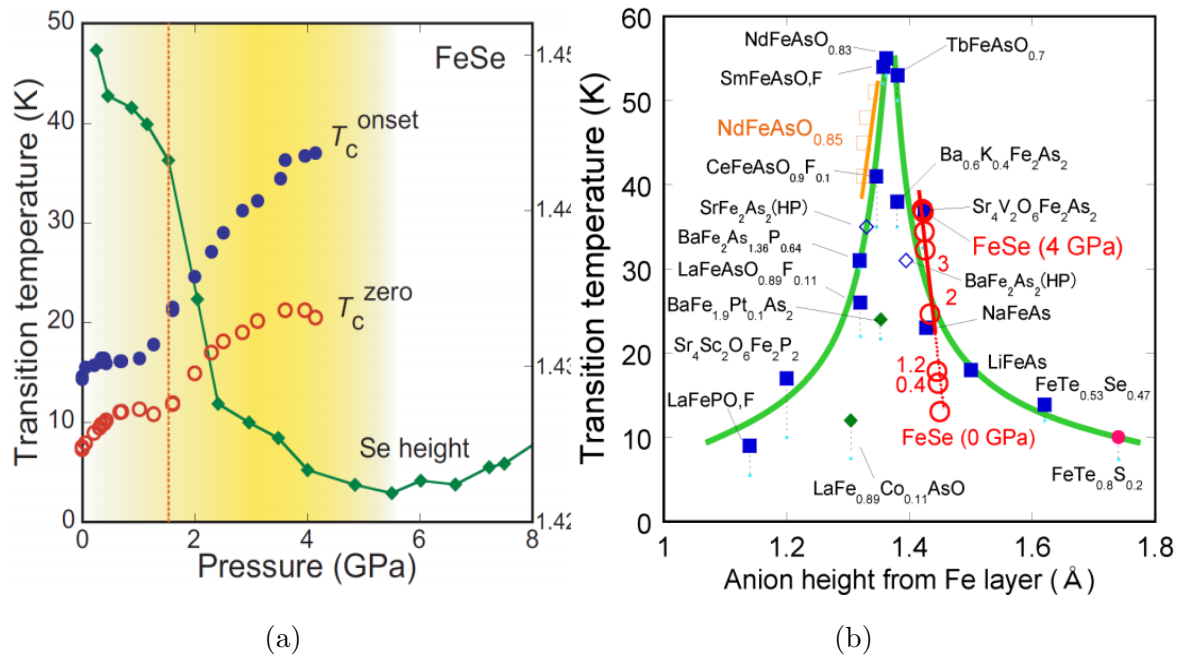 50
40
30
20
10
0
Transition temperature (K)
FeSe
T_c^onset
T_c^zero
Se height
1.45
1.44
1.43
1.42
0 2 4 6 8
Pressure (GPa)
(a)
60
50
40
30
20
10
0
Transition temperature (K)
NdFeAsO_0.83
TbFeAsO_0.7
SmFeAsO,F
NdFeAsO_0.85
CeFeAsO_0.9F_0.1
Ba_0.6K_0.4Fe_2As_2
SrFe_2As_2(HP)
Sr_4V_2O_6Fe_2As_2
BaFe_2As_1.36P_0.64
FeSe (4 GPa)
LaFeAsO_0.89F_0.11
3
BaFe_2As_2(HP)
BaFe_1.9Pt_0.1As_2
2
NaFeAs
Sr_4Sc_2O_6Fe_2P_2
1.2
LiFeAs
0.4
FeTe_0.53Se_0.47
LaFePO,F
FeSe (0 GPa)
FeTe_0.8S_0.2
LaFe_0.89Co_0.11AsO
1 1.2 1.4 1.6 1.8
Anion height from Fe layer (Å)
(b)